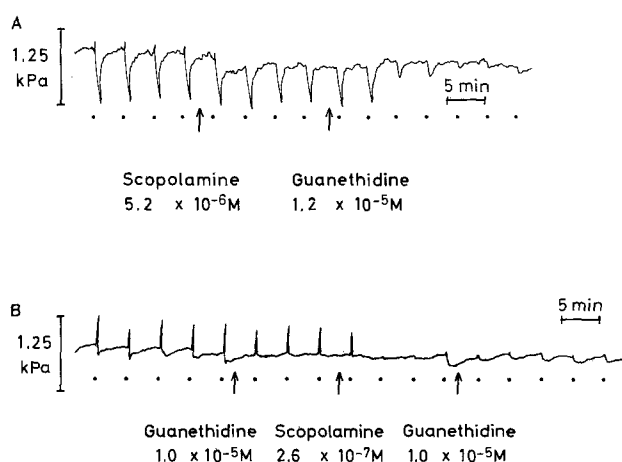 A
1.25
kPa
5 min
Scopolamine Guanethidine
5.2 x 10⁻⁶M 1.2 x 10⁻⁵M
B
5 min
1.25
kPa
Guanethidine Scopolamine Guanethidine
1.0 x 10⁻⁵M 2.6 x 10⁻⁷M 1.0 x 10⁻⁵M